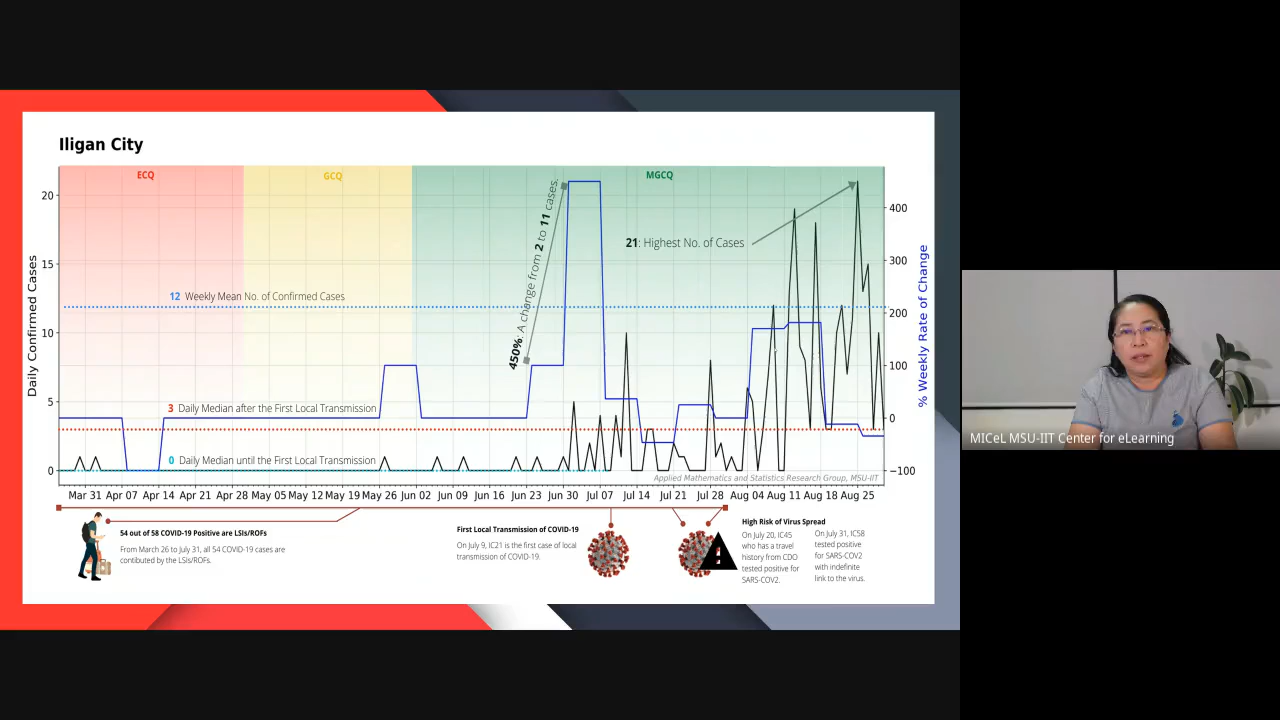 Iligan City
ECQ
GCQ
MGCQ
450%: A change from 2 to 11 cases.
21: Highest No. of Cases
12 Weekly Mean No. of Confirmed Cases
3 Daily Median after the First Local Transmission
0 Daily Median until the First Local Transmission
Daily Confirmed Cases
20
15
10
5
0
400
300
200
100
0
−100
% Weekly Rate of Change
Applied Mathematics and Statistics Research Group, MSU-IIT
Mar 31 Apr 07 Apr 14 Apr 21 Apr 28 May 05 May 12 May 19 May 26 Jun 02 Jun 09 Jun 16 Jun 23 Jun 30 Jul 07 Jul 14 Jul 21 Jul 28 Aug 04 Aug 11 Aug 18 Aug 25
54 out of 58 COVID-19 Positive are LSIs/ROFs
From March 26 to July 31, all 54 COVID-19 cases are
contibuted by the LSIs/ROFs.
First Local Transmission of COVID-19
On July 9, IC21 is the first case of local
transmission of COVID-19.
High Risk of Virus Spread
On July 20, IC45
who has a travel
history from CDO
tested positive for
SARS-COV2.
On July 31, IC58
tested positive
for SARS-COV2
with indefinite
link to the virus.
MICeL MSU-IIT Center for eLearning